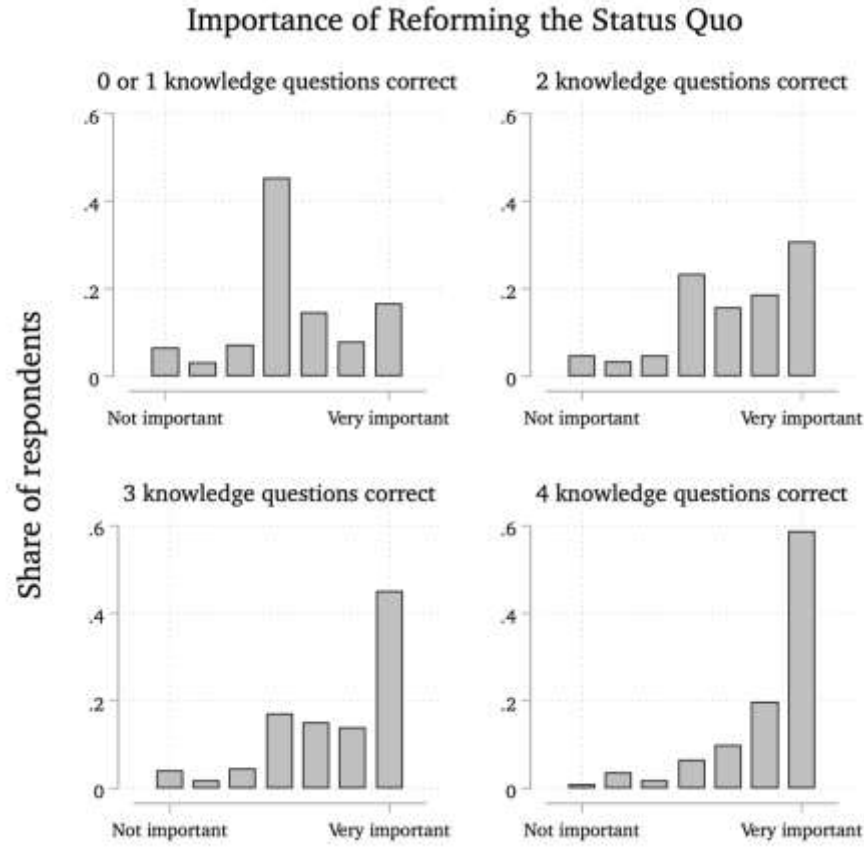 Importance of Reforming the Status Quo
0 or 1 knowledge questions correct
.6
.4
.2
0
Not important
Very important
2 knowledge questions correct
.6
.4
.2
0
Not important
Very important
Share of respondents
3 knowledge questions correct
.6
.4
.2
0
Not important
Very important
4 knowledge questions correct
.6
.4
.2
0
Not important
Very important